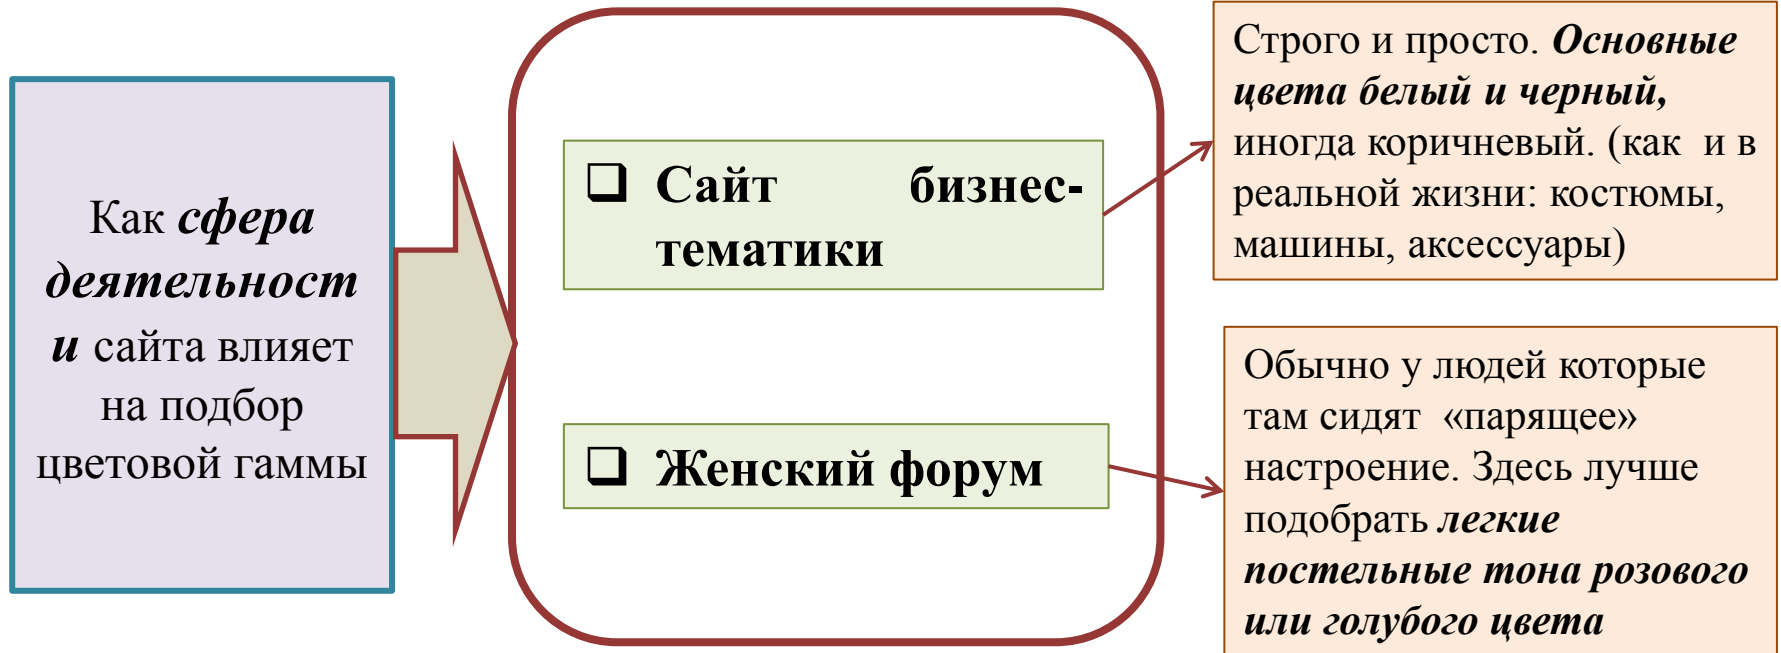 Как сфера
деятельност
и сайта влияет
на подбор
цветовой гаммы
Сайт бизнес-
тематики
Женский форум
Строго и просто. Основные
цвета белый и черный,
иногда коричневый. (как и в
реальной жизни: костюмы,
машины, аксессуары)
Обычно у людей которые
там сидят «парящее»
настроение. Здесь лучше
подобрать легкие
постельные тона розового
или голубого цвета